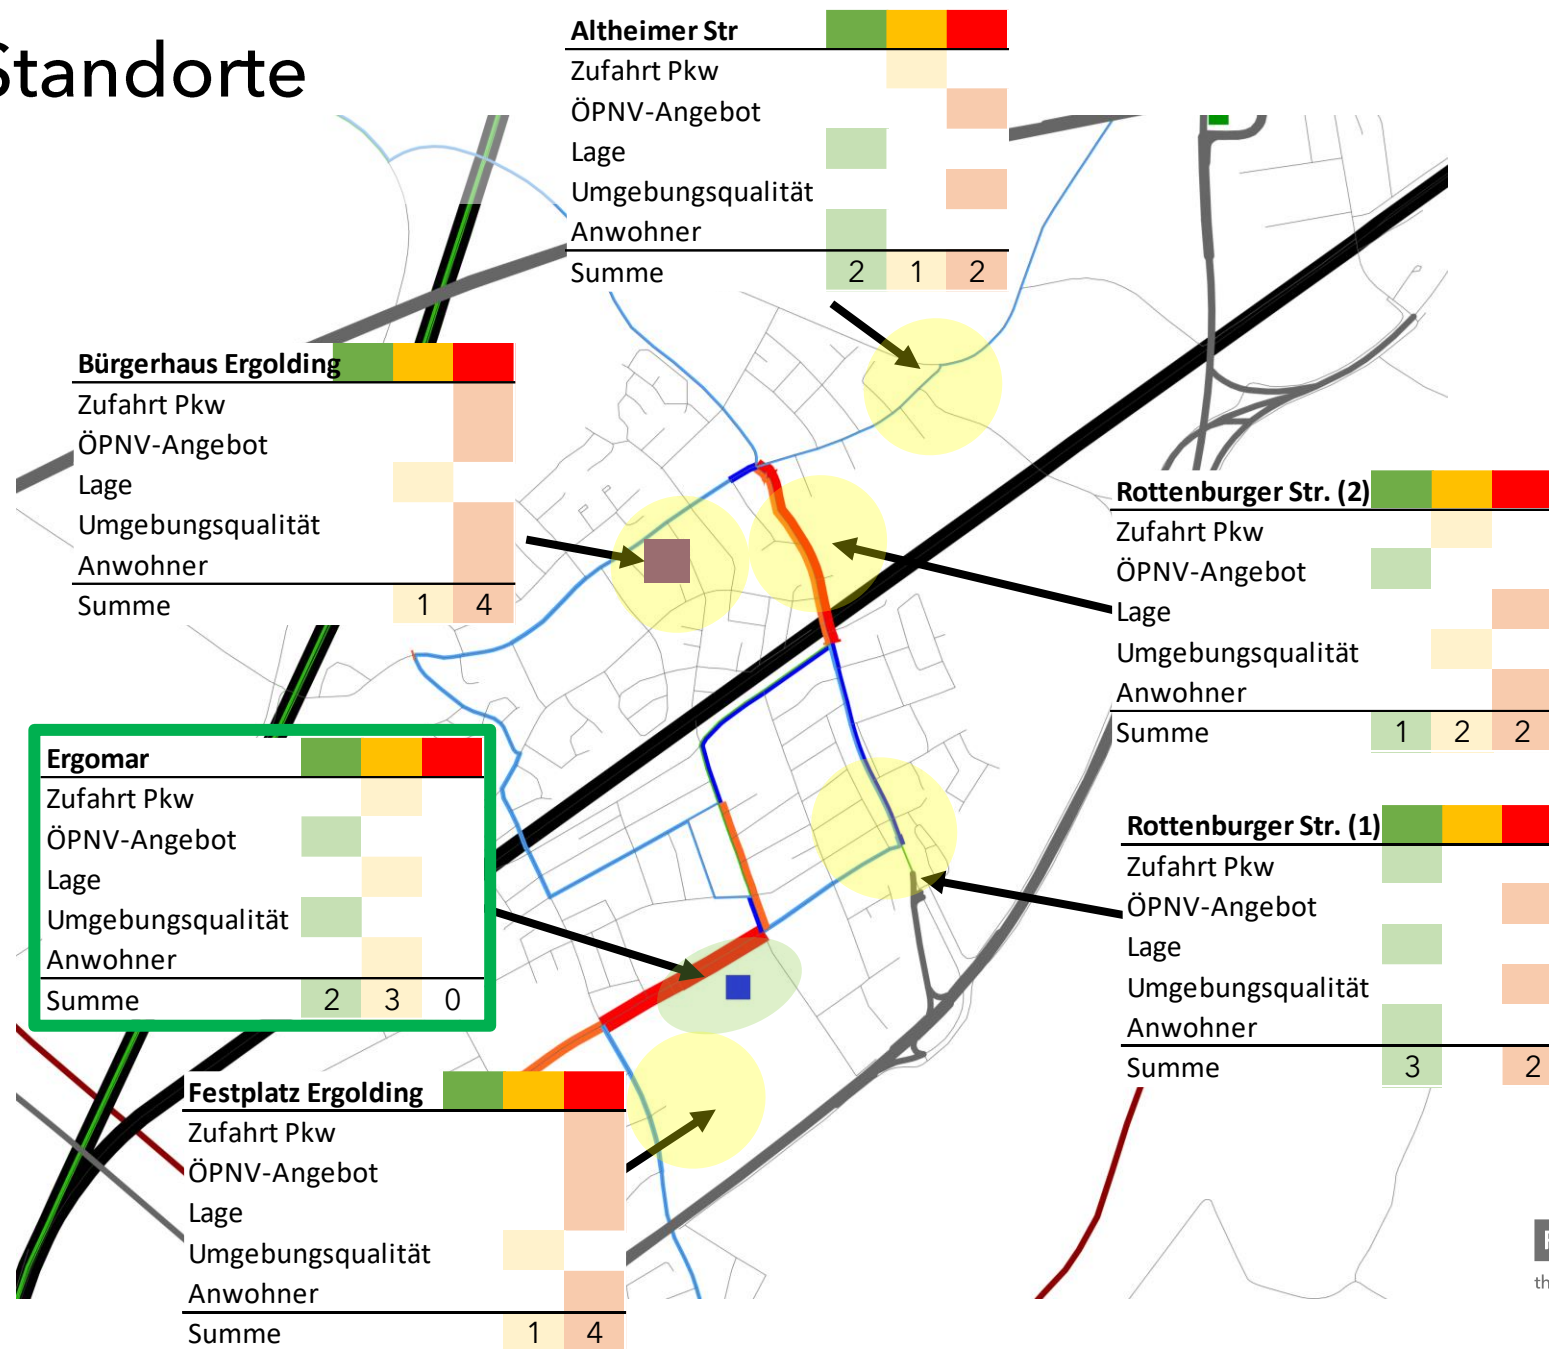 Standorte
Altheimer Str
Zufahrt Pkw
ÖPNV-Angebot
Lage
Umgebungsqualität
Anwohner
Summe 2 1 2
Bürgerhaus Ergolding
Zufahrt Pkw
ÖPNV-Angebot
Lage
Umgebungsqualität
Anwohner
Summe 1 4
Rottenburger Str. (2)
Zufahrt Pkw
ÖPNV-Angebot
Lage
Umgebungsqualität
Anwohner
Summe 1 2 2
Ergomar
Zufahrt Pkw
ÖPNV-Angebot
Lage
Umgebungsqualität
Anwohner
Summe 2 3 0
Rottenburger Str. (1)
Zufahrt Pkw
ÖPNV-Angebot
Lage
Umgebungsqualität
Anwohner
Summe 3 2
Festplatz Ergolding
Zufahrt Pkw
ÖPNV-Angebot
Lage
Umgebungsqualität
Anwohner
Summe 1 4